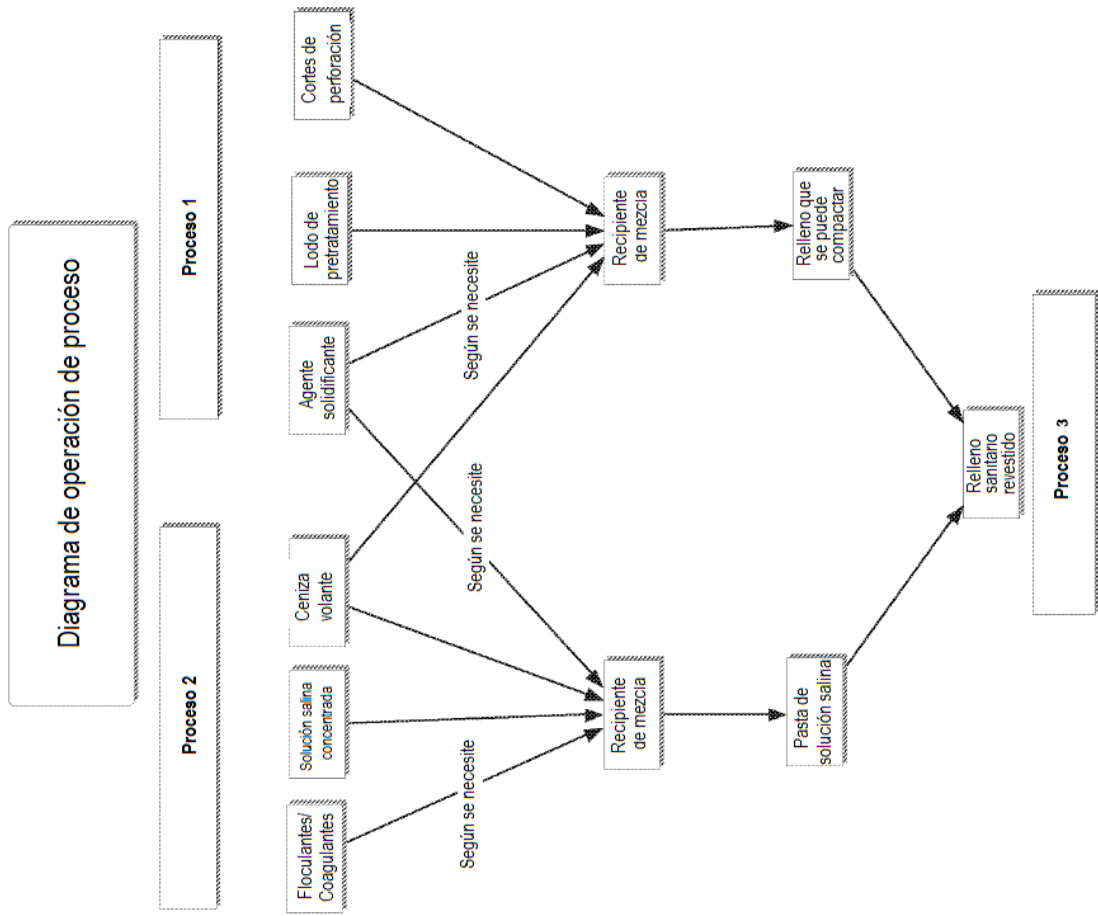 Diagrama de operación de proceso
Proceso 2
Proceso 1
Floculantes/
Coagulantes
Solución salina
concentrada
Ceniza
volante
Agente
solidificante
Lodo de
pretratamiento
Cortes de
perforación
Según se necesite
Según se necesite
Según se necesite
Recipiente
de mezcla
Recipiente
de mezcla
Pasta de
solución salina
Relleno que
se puede
compactar
Relleno
sanitario
revestido
Proceso 3